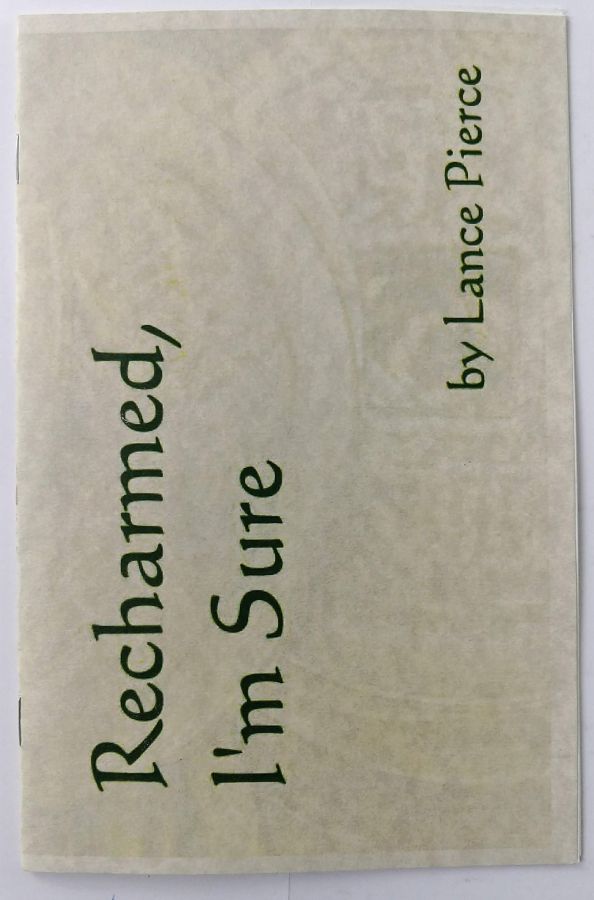 Recharmed,
I'm Sure
by Lance Pierce